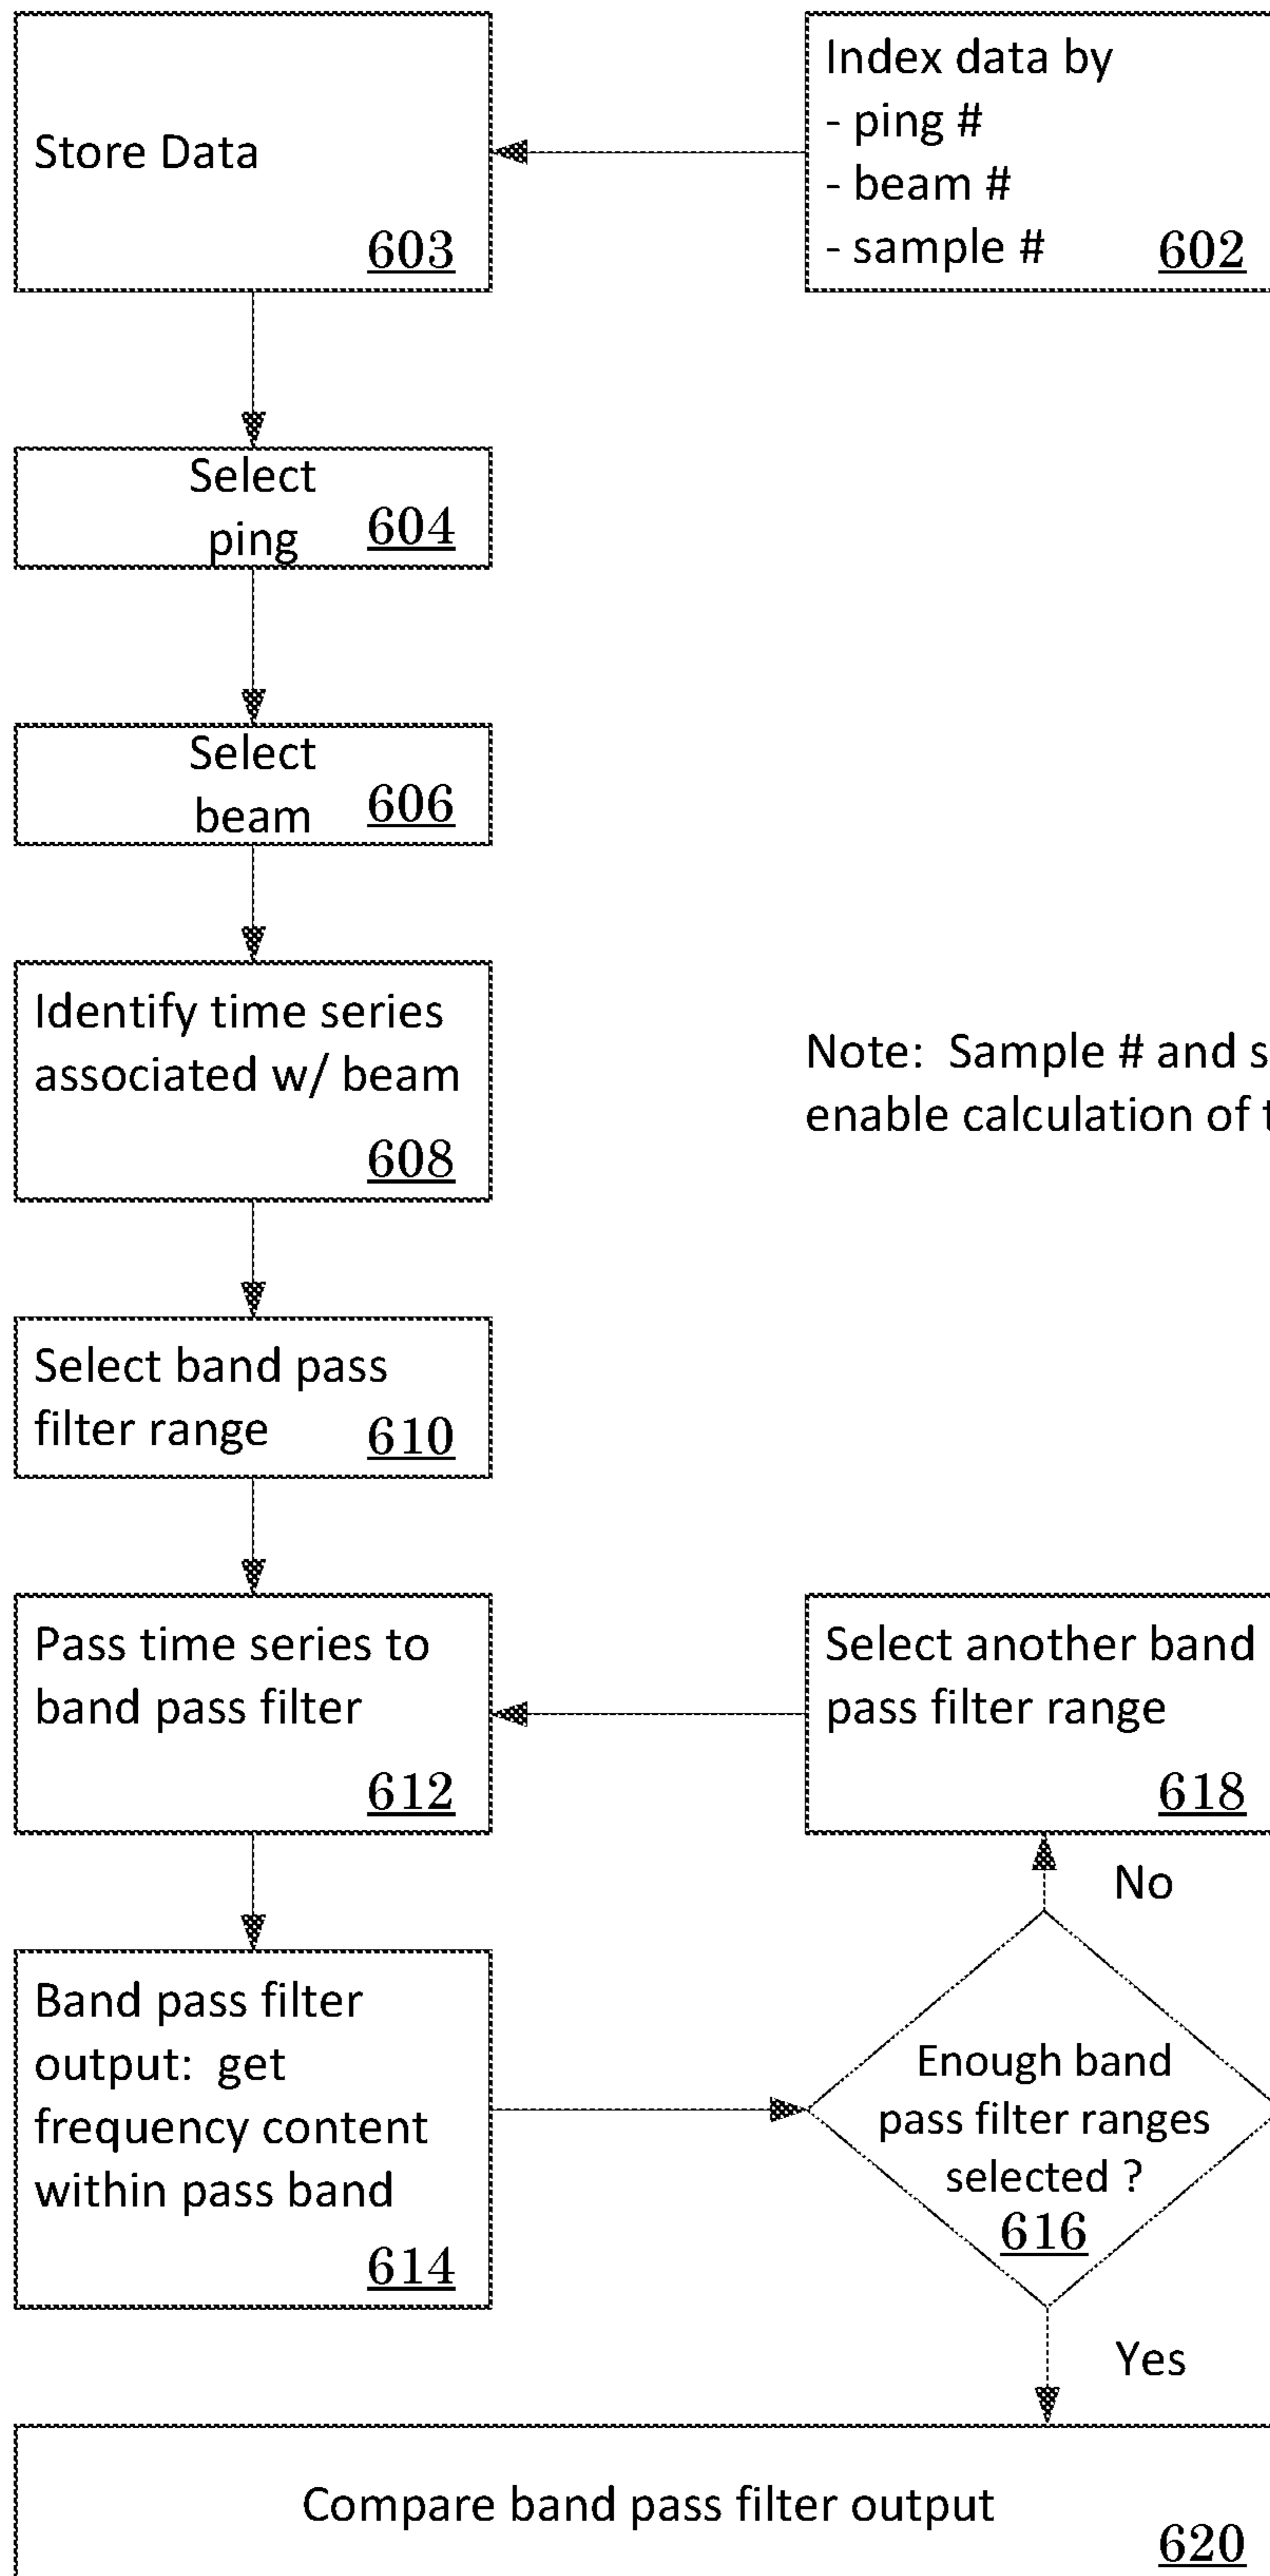 Store Data
603
Index data by
- ping #
- beam #
- sample # 602
Select
ping 604
Select
beam 606
Identify time series
associated w/ beam
608
Note: Sample # and
enable calculation of
Select band pass
filter range 610
Pass time series to
band pass filter
612
Select another band
pass filter range
618
No
Band pass filter
output: get
frequency content
within pass band
614
Enough band
pass filter ranges
selected ?
616
Yes
Compare band pass filter output
620